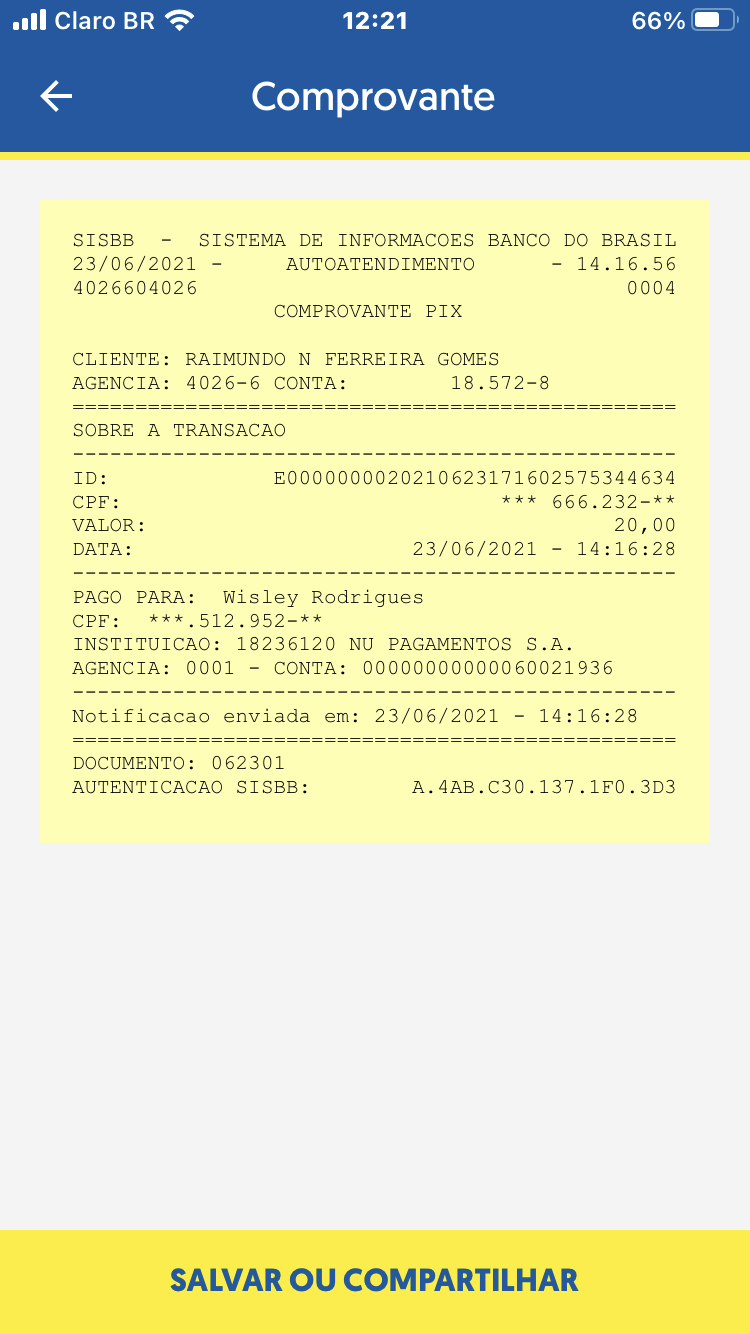 Claro BR 12:21 66%
Comprovante
SISBB - SISTEMA DE INFORMACOES BANCO DO BRASIL
23/06/2021 - AUTOATENDIMENTO - 14.16.56
4026604026 0004
COMPROVANTE PIX
CLIENTE: RAIMUNDO N FERREIRA GOMES
AGENCIA: 4026-6 CONTA: 18.572-8
================================================
SOBRE A TRANSACAO
------------------------------------------------
ID: E0000000020210623171602575344634
CPF: *** 666.232-**
VALOR: 20,00
DATA: 23/06/2021 - 14:16:28
------------------------------------------------
PAGO PARA: Wisley Rodrigues
CPF: ***.512.952-**
INSTITUICAO: 18236120 NU PAGAMENTOS S.A.
AGENCIA: 0001 - CONTA: 00000000000060021936
------------------------------------------------
Notificacao enviada em: 23/06/2021 - 14:16:28
================================================
DOCUMENTO: 062301
AUTENTICACAO SISBB: A.4AB.C30.137.1F0.3D3
SALVAR OU COMPARTILHAR